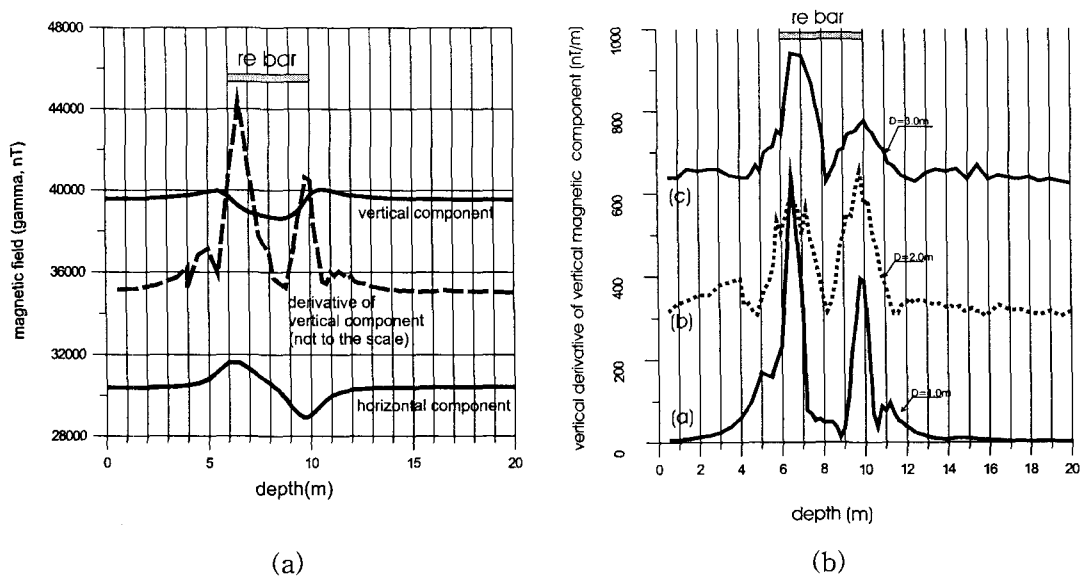 48000
44000
40000
36000
32000
28000
magnetic field (gamma, nT)
re bar
vertical component
derivative of
vertical component
(not to the scale)
horizontal component
0
5
10
15
20
depth(m)
(a)
re bar
1000
800
600
400
200
0
vertical derivative of vertical magnetic component (nT/m)
D=3.0m
(c)
D=2.0m
(b)
D=1.0m
(a)
0
2
4
6
8
10
12
14
16
18
20
depth (m)
(b)